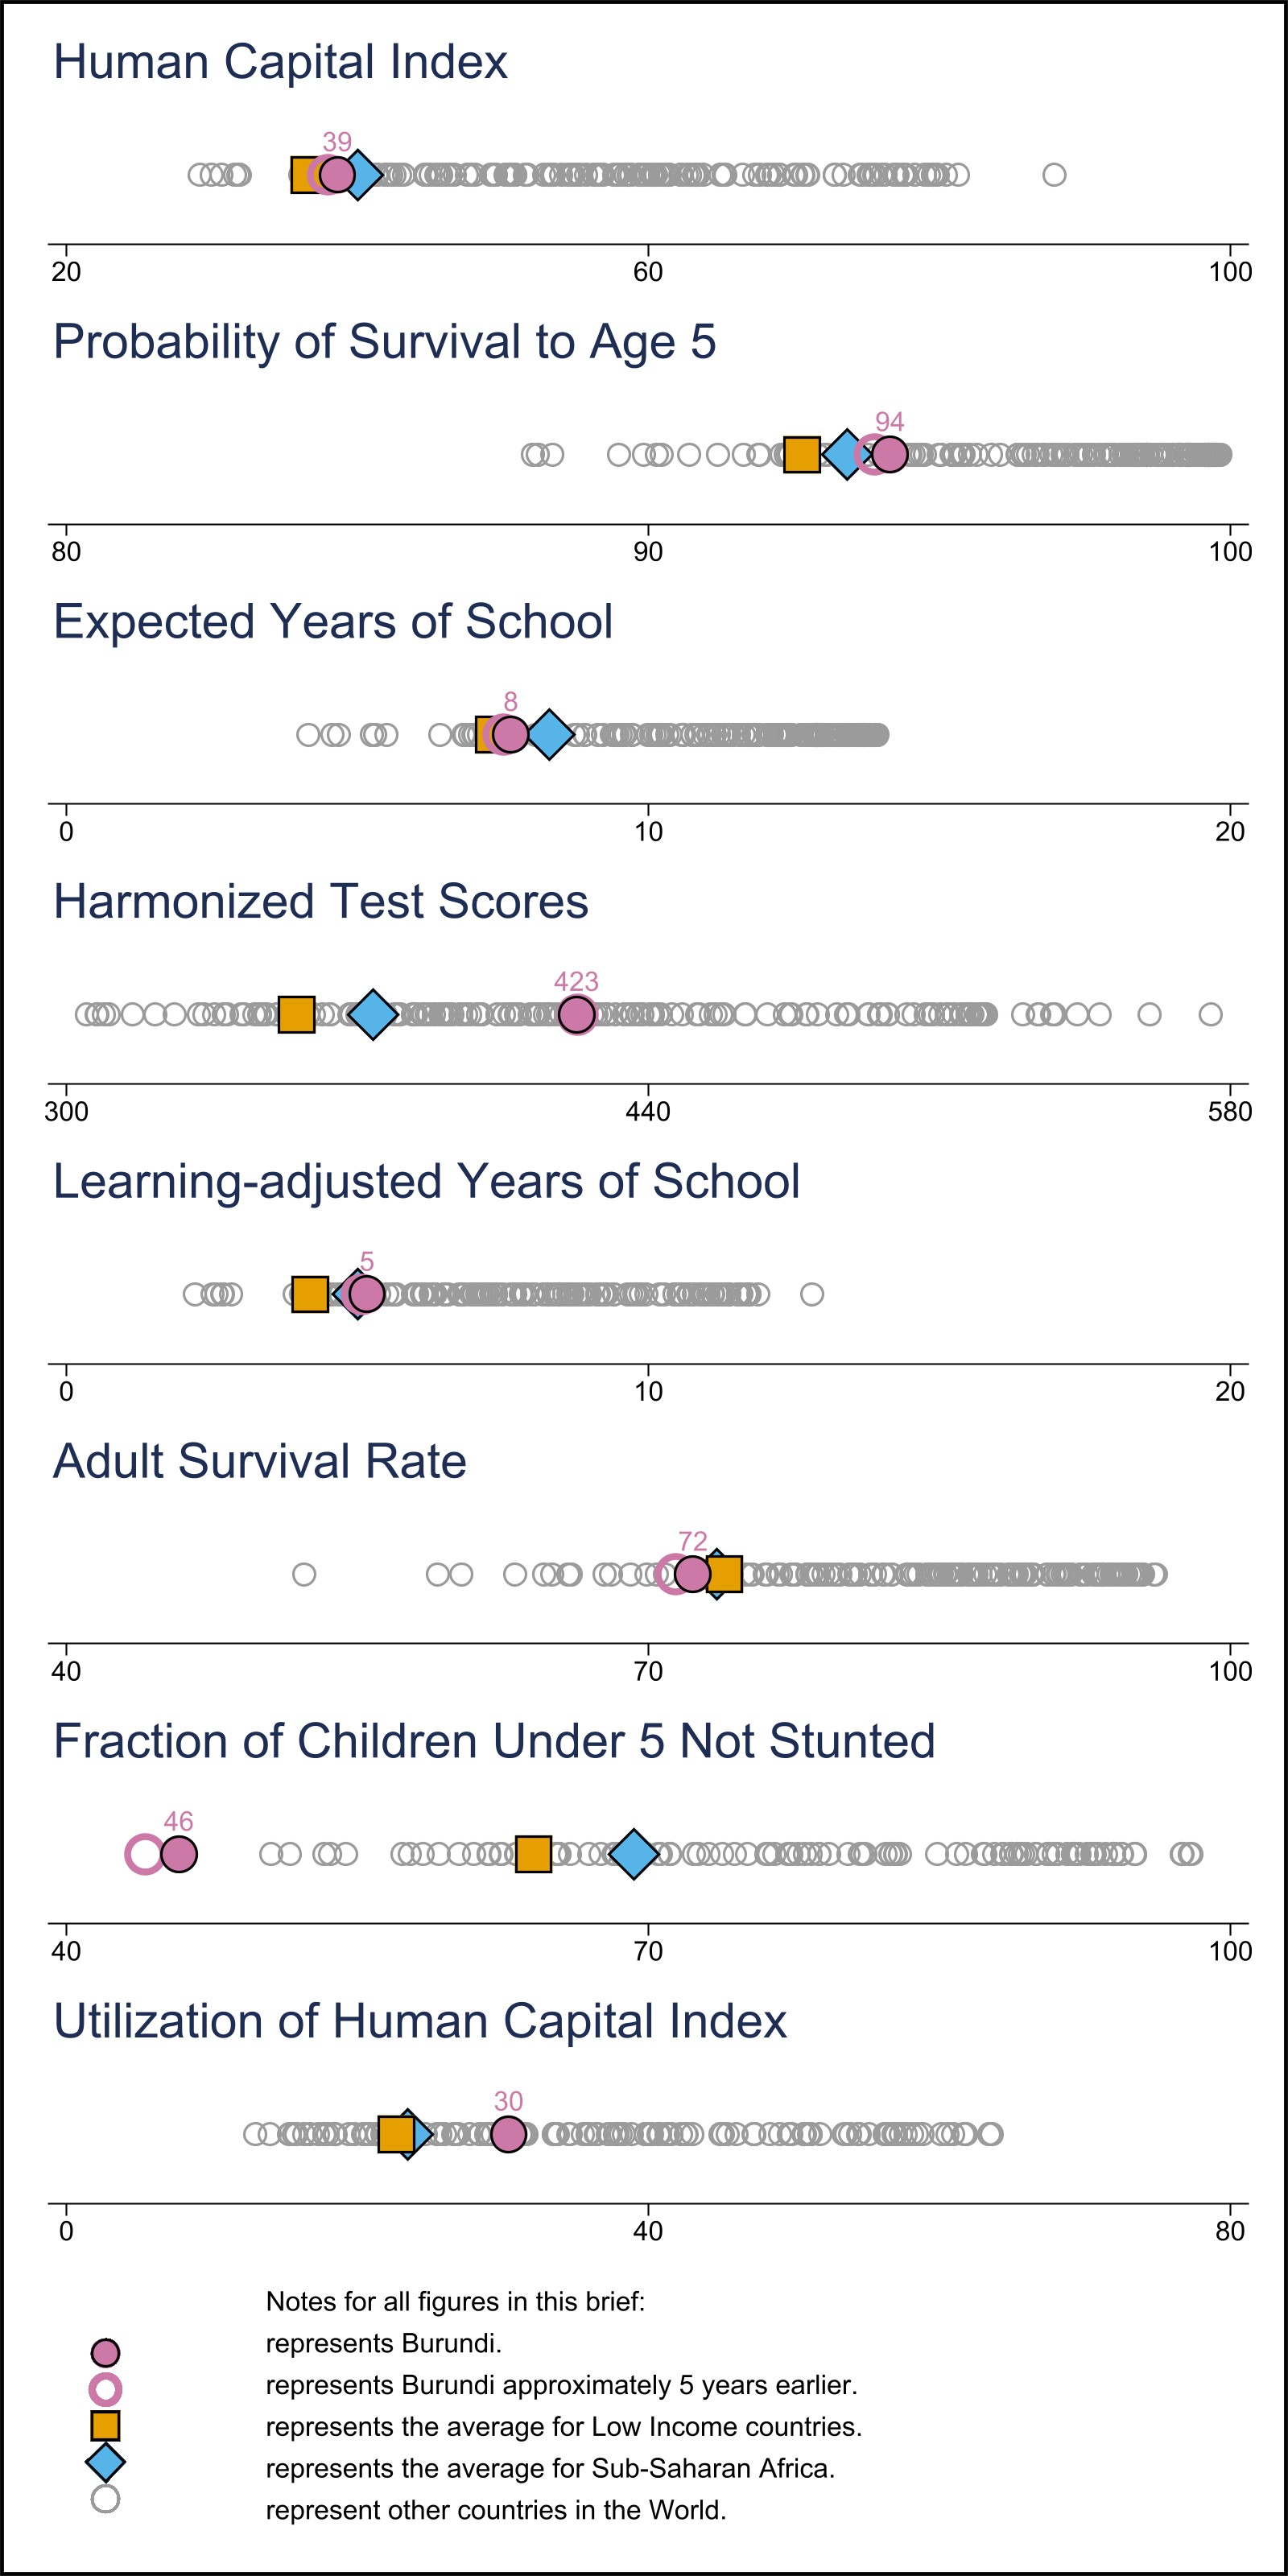 Human Capital Index
39
20 60 100
Probability of Survival to Age 5
94
80 90 100
Expected Years of School
8
0 10 20
Harmonized Test Scores
423
300 440 580
Learning-adjusted Years of School
5
0 10 20
Adult Survival Rate
72
40 70 100
Fraction of Children Under 5 Not Stunted
46
40 70 100
Utilization of Human Capital Index
30
0 40 80
Notes for all figures in this brief:
represents Burundi.
represents Burundi approximately 5 years earlier.
represents the average for Low Income countries.
represents the average for Sub-Saharan Africa.
represent other countries in the World.